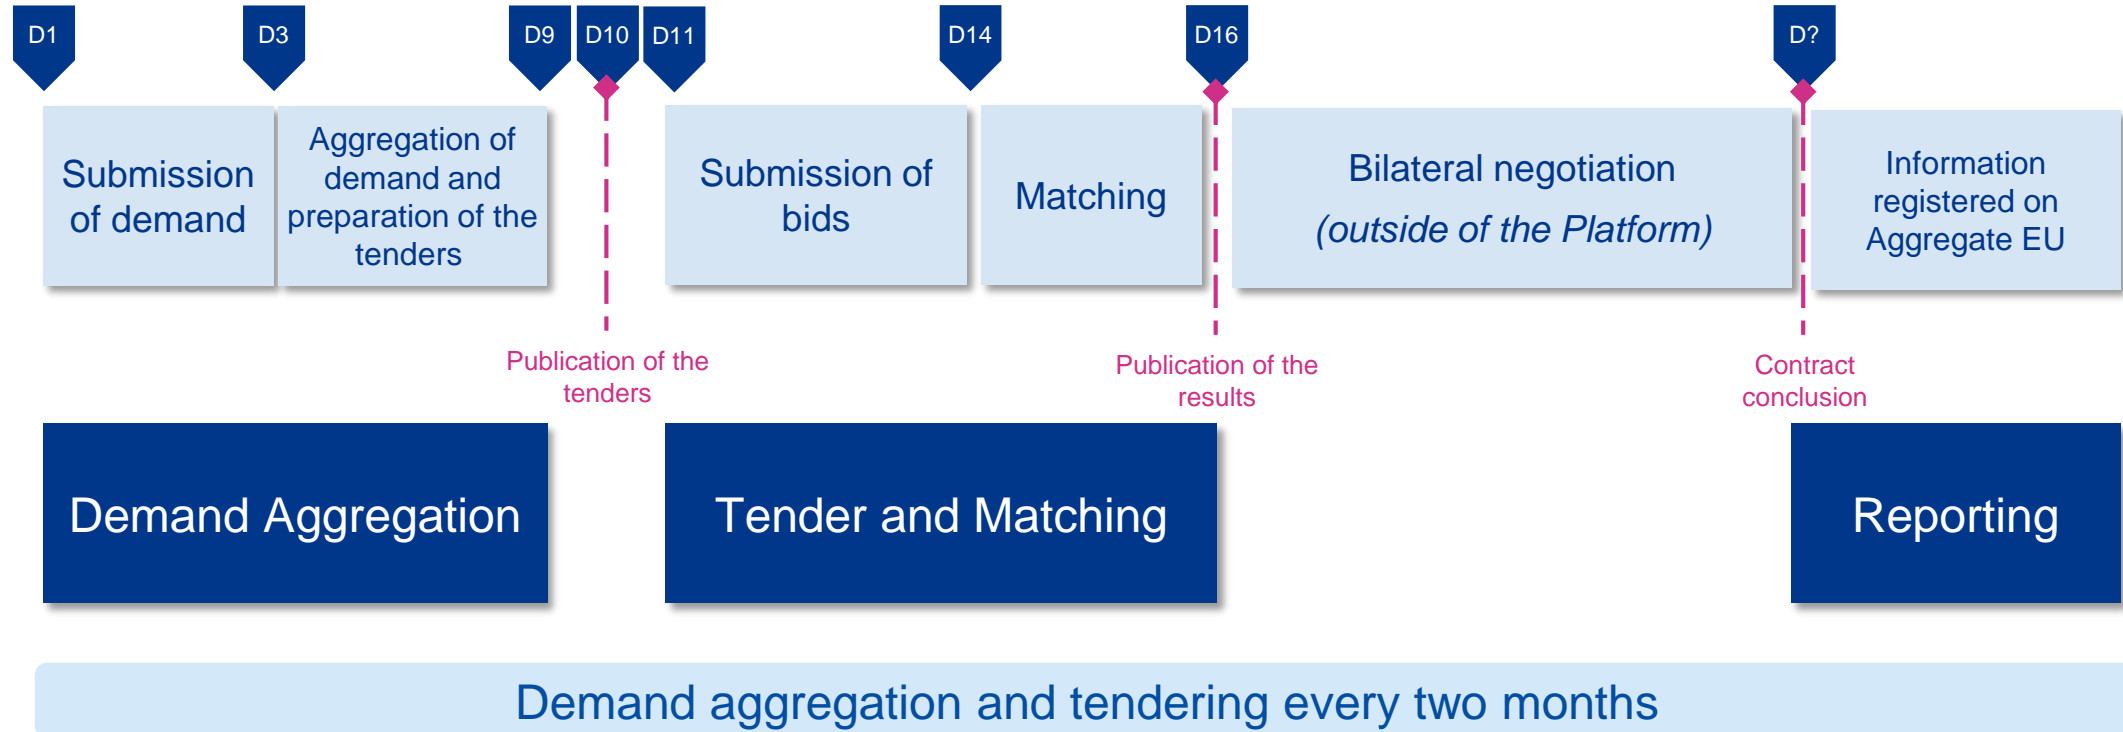 D1
D3
D9
D10
D11
D14
D16
D?
Submission
of demand
Aggregation of
demand and
preparation of the
tenders
Submission of
bids
Matching
Bilateral negotiation
(outside of the Platform)
Information
registered on
Aggregate EU
Publication of the
tenders
Publication of the
results
Contract
conclusion
Demand Aggregation
Tender and Matching
Reporting
Demand aggregation and tendering every two months